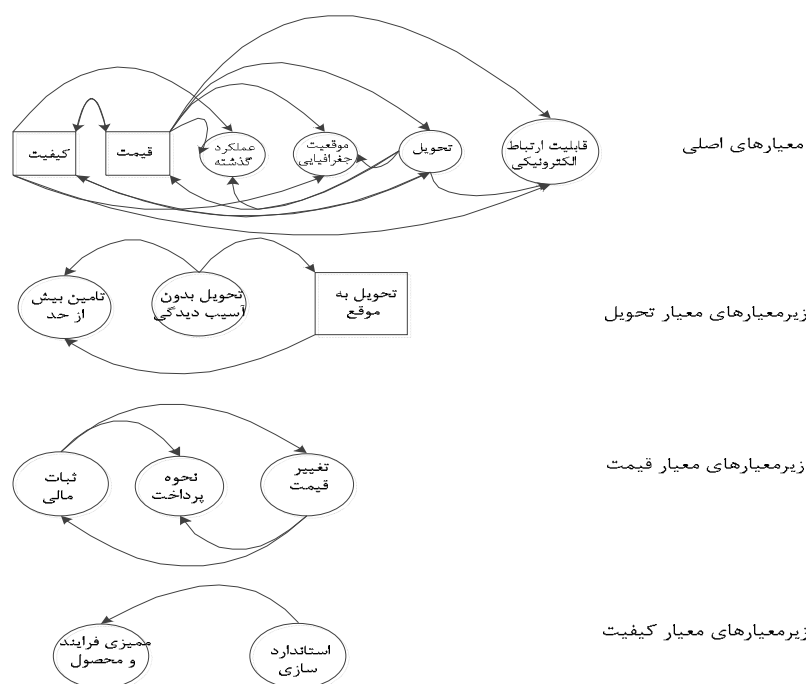 معیارهای اصلی
قابلیت ارتباط
الکترونیکی
تحویل
موقعیت
جغرافیایی
عملکرد
گذشته
قیمت
کیفیت
زیرمعیارهای معیار تحویل
تحویل به
موقع
تحویل بدون
آسیب دیدگی
تامین بیش
از حد
زیرمعیارهای معیار قیمت
تغییر
قیمت
نحوه
پرداخت
ثبات
مالی
زیرمعیارهای معیار کیفیت
استاندارد
سازی
ممیزی فرایند
و محصول